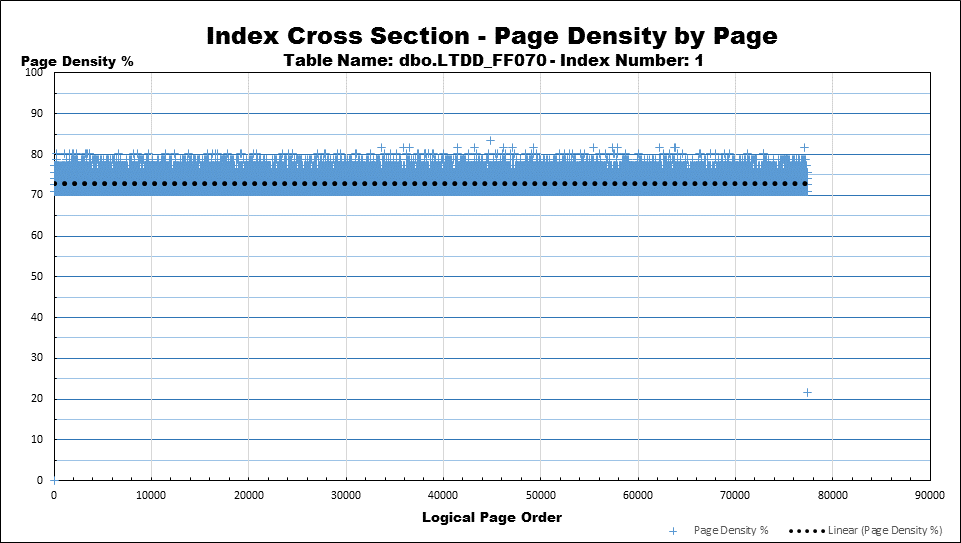 Index Cross Section - Page Density by Page
Table Name: dbo.LTDD_FF070 - Index Number: 1
Page Density %
100
90
80
70
60
50
40
30
20
10
0
0 10000 20000 30000 40000 50000 60000 70000 80000 90000
Logical Page Order
Page Density % Linear (Page Density %)